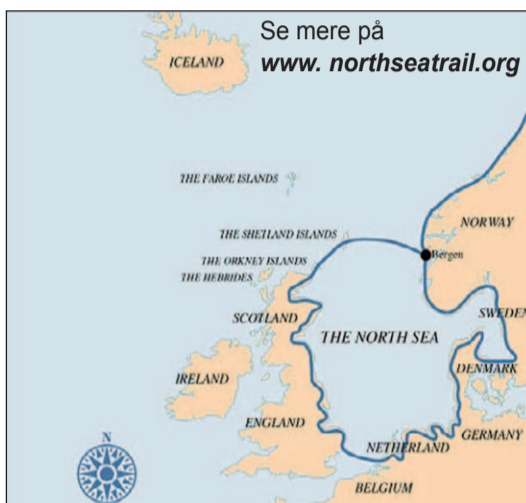 Se mere på
www. northseatrail.org
ICELAND
THE FAROE ISLANDS
NORWAY
THE SHETLAND ISLANDS
Bergen
THE ORKNEY ISLANDS
THE HEBRIDES
SCOTLAND
SWEDEN
THE NORTH SEA
DENMARK
IRELAND
ENGLAND
GERMANY
NETHERLAND
BELGIUM
N